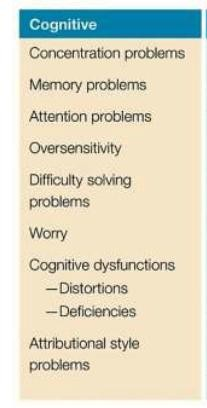 Cognitive
Concentration problems
Memory problems
Attention problems
Oversensitivity
Difficulty solving
problems
Worry
Cognitive dysfunctions
—Distortions
—Deficiencies
Attributional style
problems